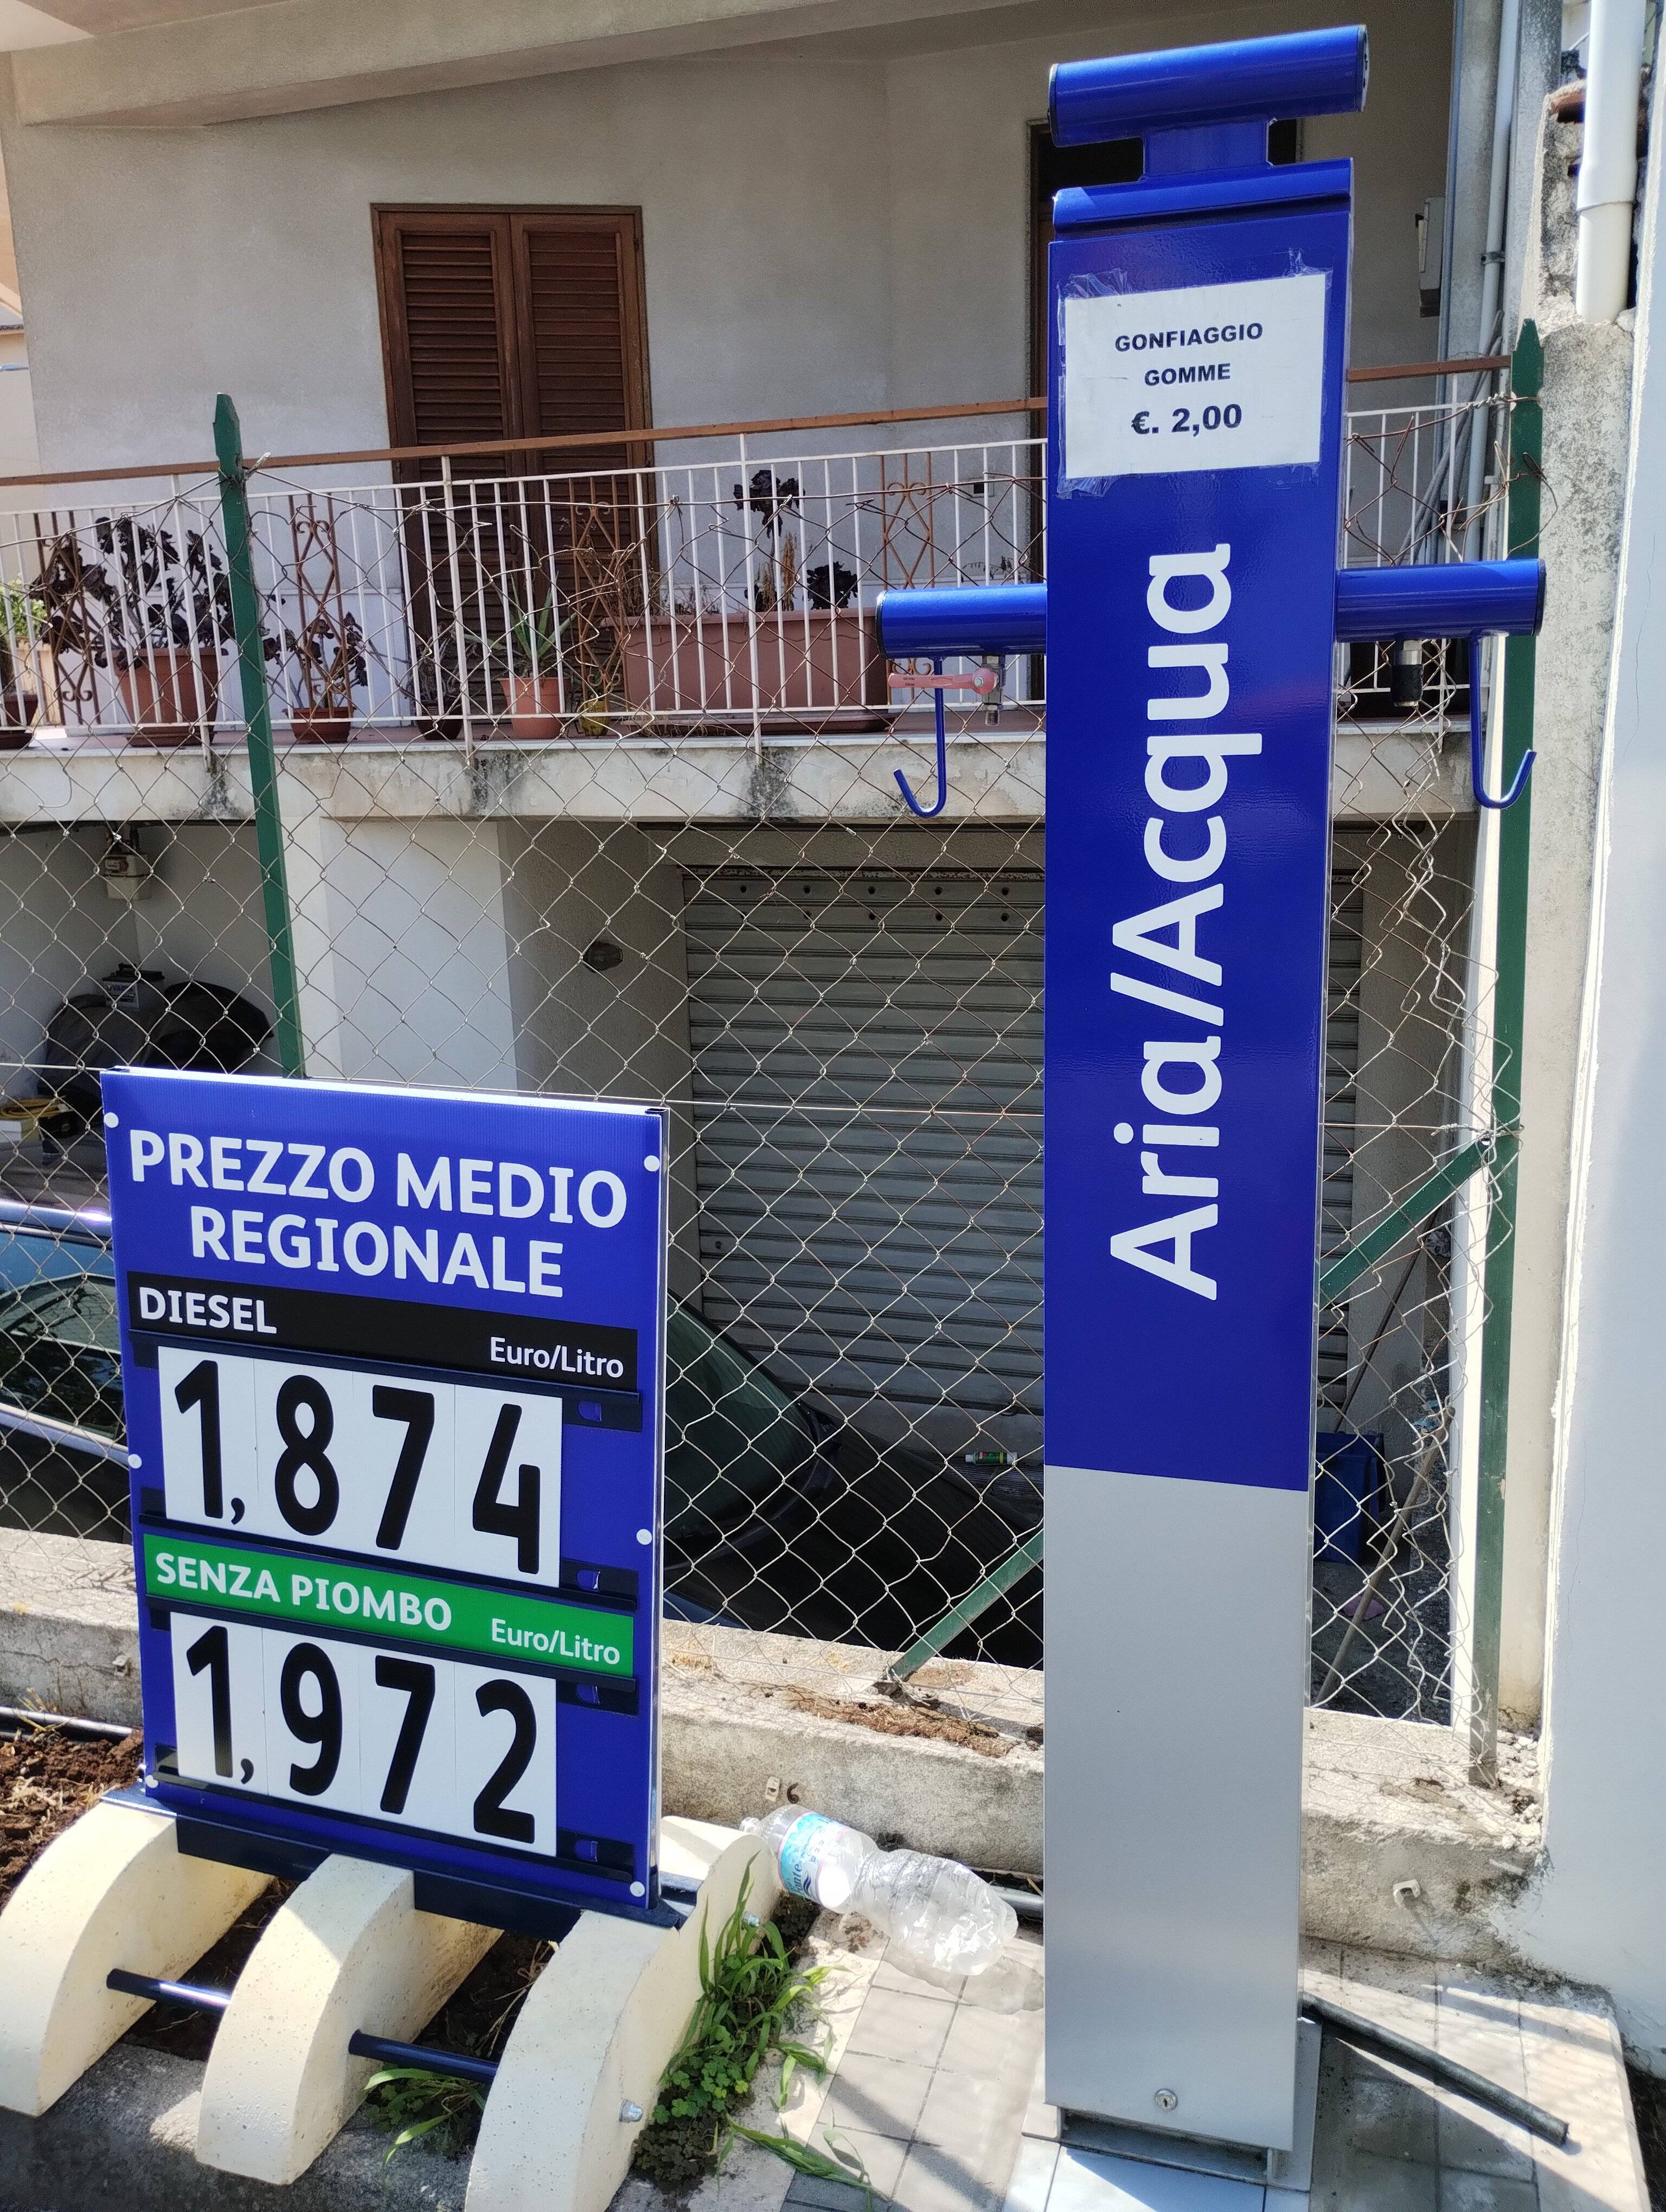 GONFIAGGIO
GOMME
€. 2,00
Aria/Acqua
PREZZO MEDIO
REGIONALE
DIESEL
Euro/Litro
1,874
SENZA PIOMBO Euro/Litro
1,972